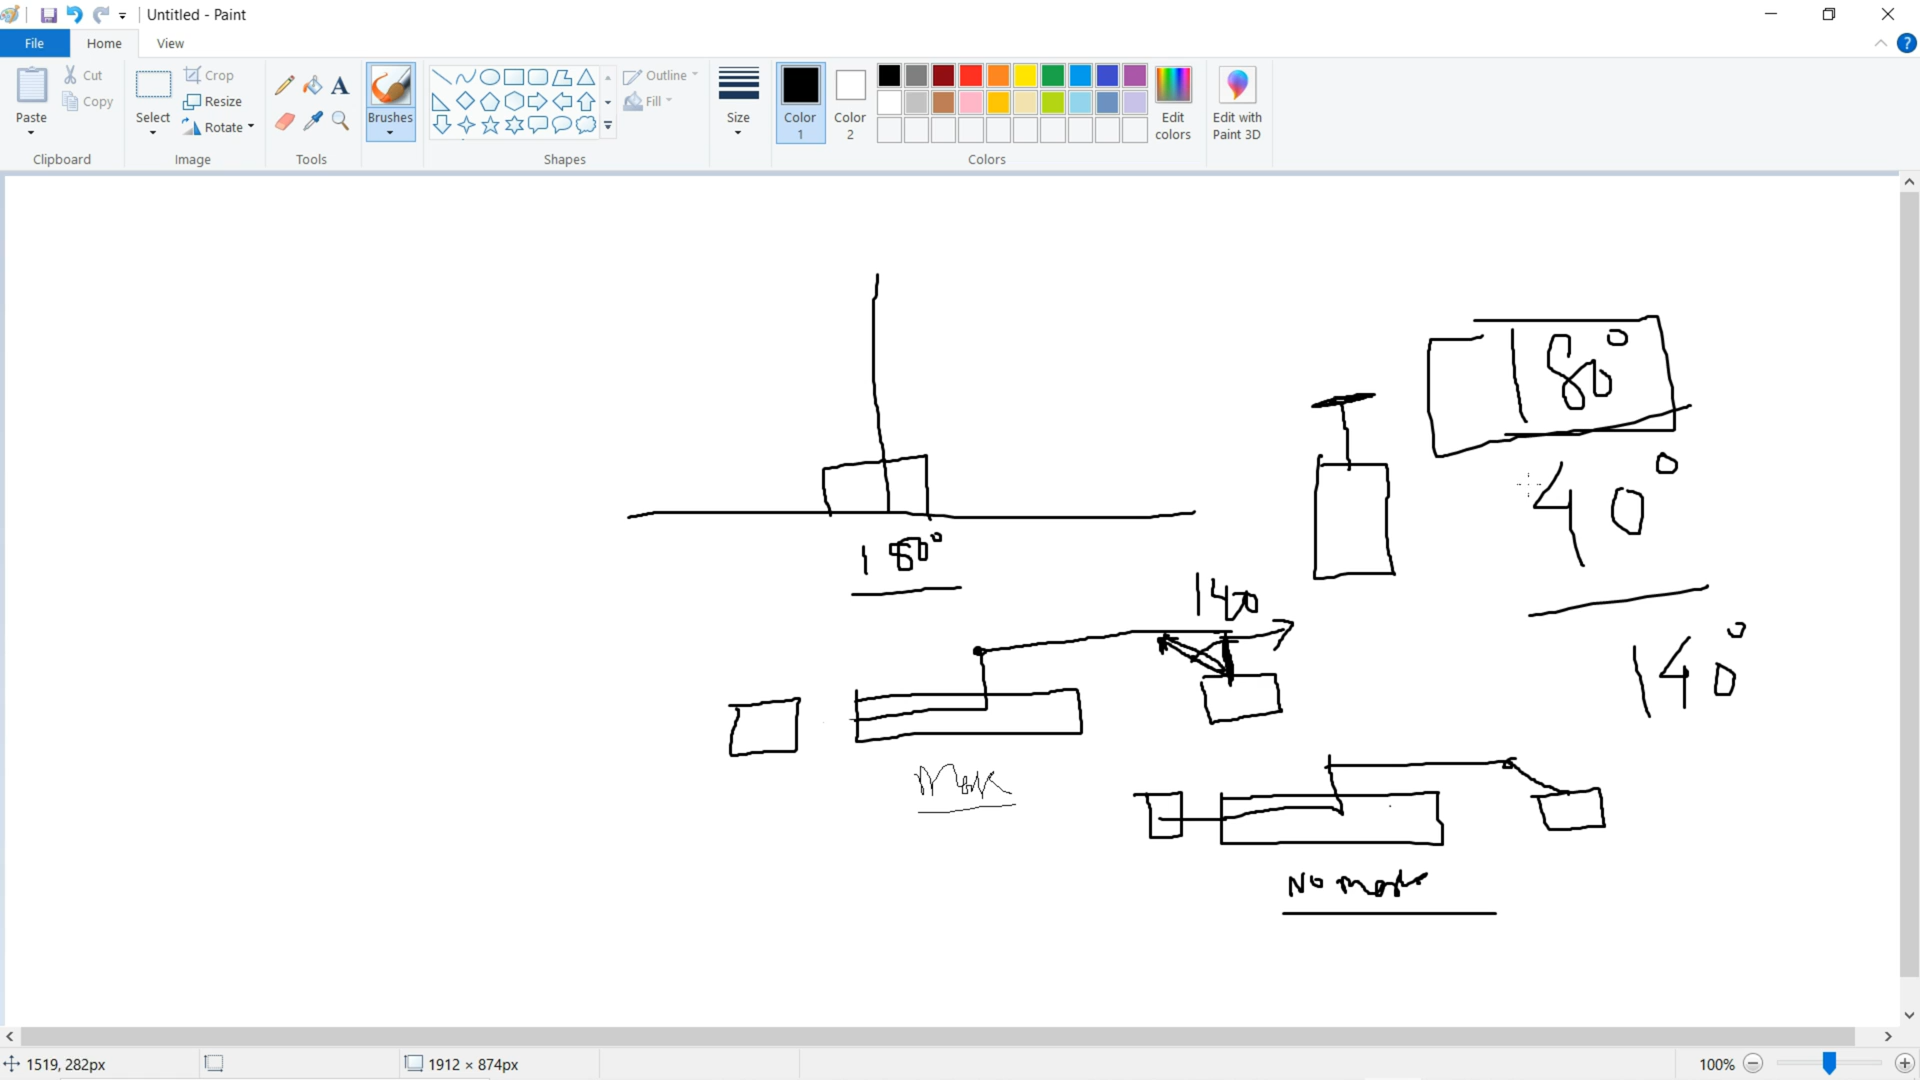 Untitled - Paint
File Home View
Cut
Copy
Paste
Clipboard
Select
Crop
Resize
Rotate
Image
Tools
Brushes
Shapes
Outline
Fill
Size
Color 1
Color 2
Edit colors
Colors
Edit with Paint 3D
180°
40°
140°
180°
140
No mark
1519, 282px
1912 × 874px
100%